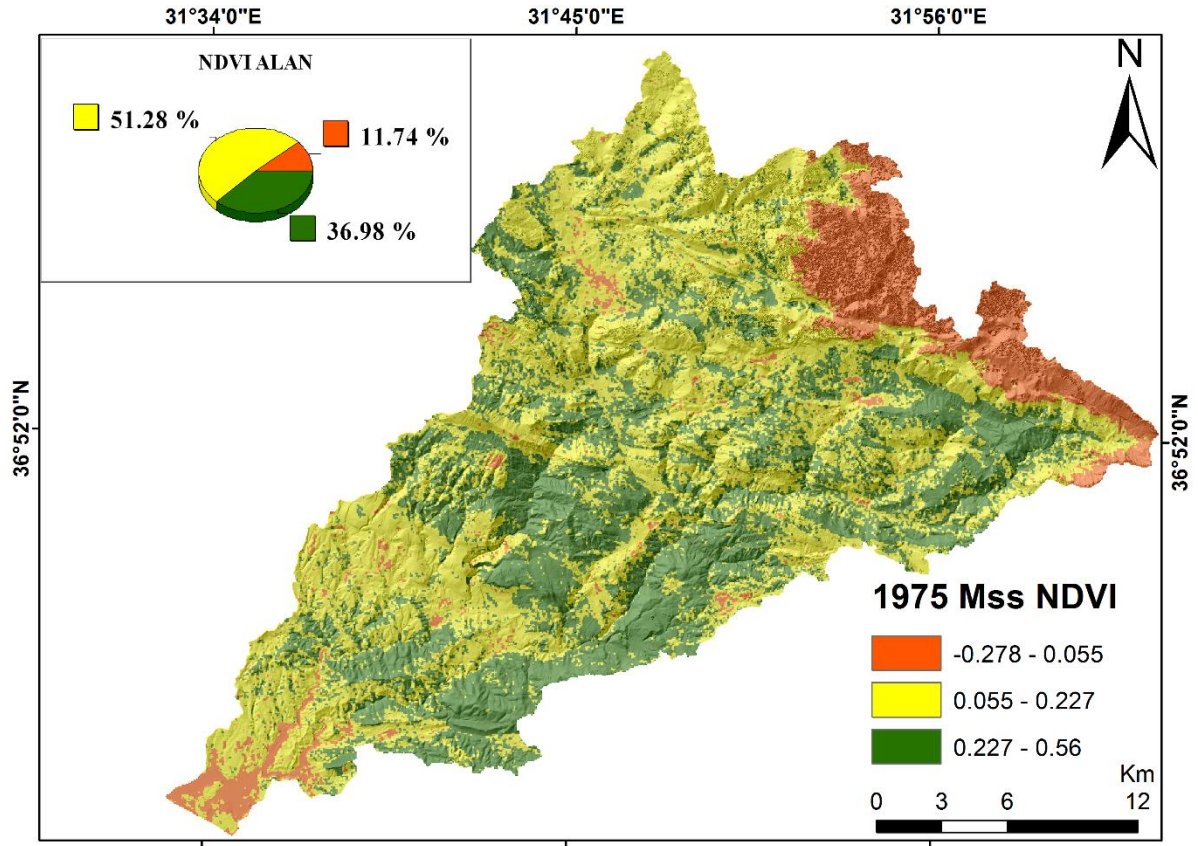 31°34'0"E 31°45'0"E 31°56'0"E
NDVI ALAN
51.28 %
11.74 %
36.98 %
N
36°52'0"N
36°52'0"N
1975 Mss NDVI
-0.278 - 0.055
0.055 - 0.227
0.227 - 0.56
Km
0 3 6 12